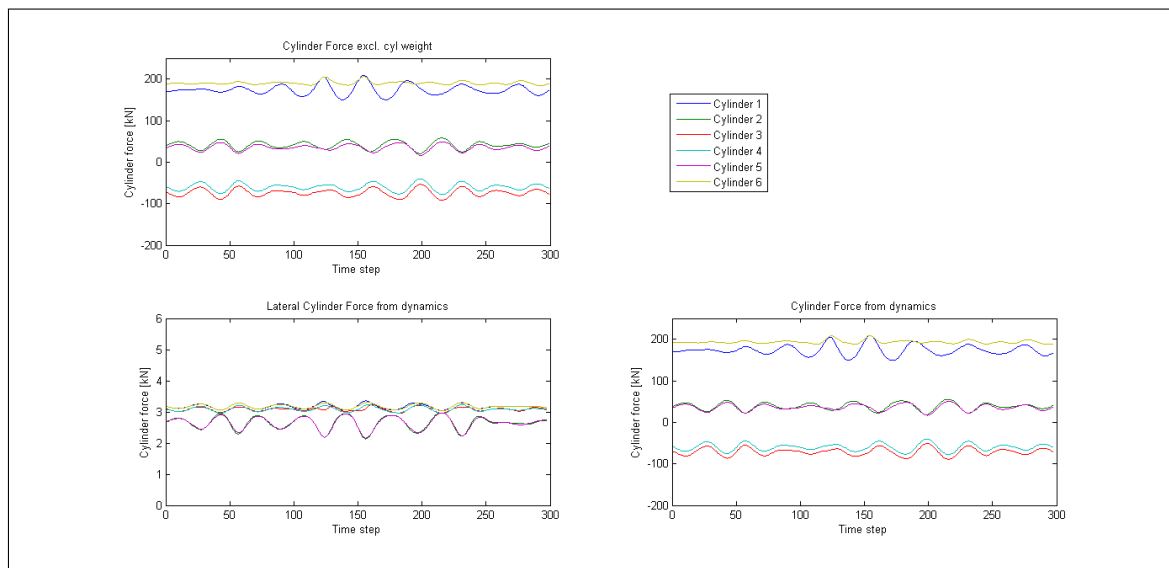 Cylinder Force excl. cyl weight
200
100
0
-100
-200
Cylinder force [kN]
0 50 100 150 200 250 300
Time step
Cylinder 1
Cylinder 2
Cylinder 3
Cylinder 4
Cylinder 5
Cylinder 6
Lateral Cylinder Force from dynamics
6
5
4
3
2
1
0
Cylinder force [kN]
0 50 100 150 200 250 300
Time step
Cylinder Force from dynamics
200
100
0
-100
-200
Cylinder force [kN]
0 50 100 150 200 250 300
Time step